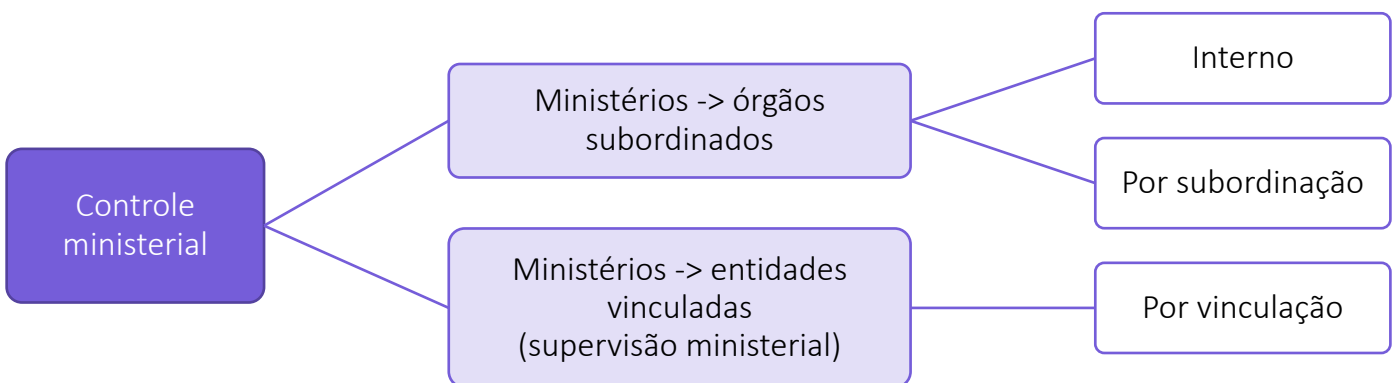 Controle
ministerial
Ministérios -> órgãos
subordinados
Interno
Por subordinação
Ministérios -> entidades
vinculadas
(supervisão ministerial)
Por vinculação